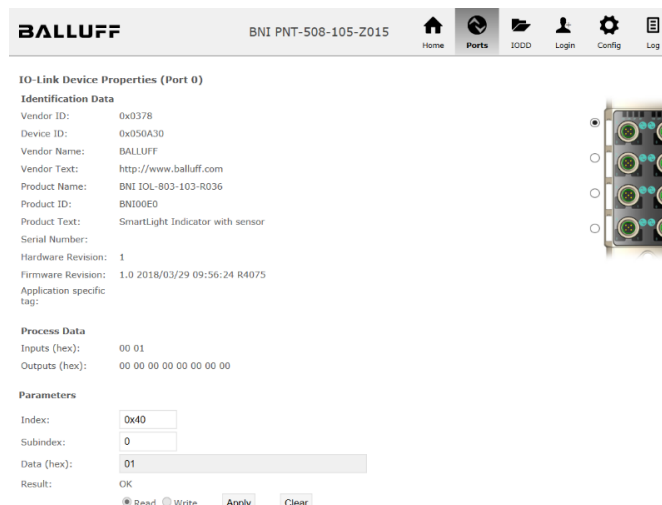 BALLUFF
BNI PNT-508-105-Z015
Home
Ports
IODD
Login
Config
Log
IO-Link Device Properties (Port 0)
Identification Data
Vendor ID: 0x0378
Device ID: 0x050A30
Vendor Name: BALLUFF
Vendor Text: http://www.balluff.com
Product Name: BNI IOL-803-103-R036
Product ID: BNI00E0
Product Text: SmartLight Indicator with sensor
Serial Number:
Hardware Revision: 1
Firmware Revision: 1.0 2018/03/29 09:56:24 R4075
Application specific
tag:
Process Data
Inputs (hex): 00 01
Outputs (hex): 00 00 00 00 00 00 00 00
Parameters
Index: 0x40
Subindex: 0
Data (hex): 01
Result: OK
Read Write Apply Clear